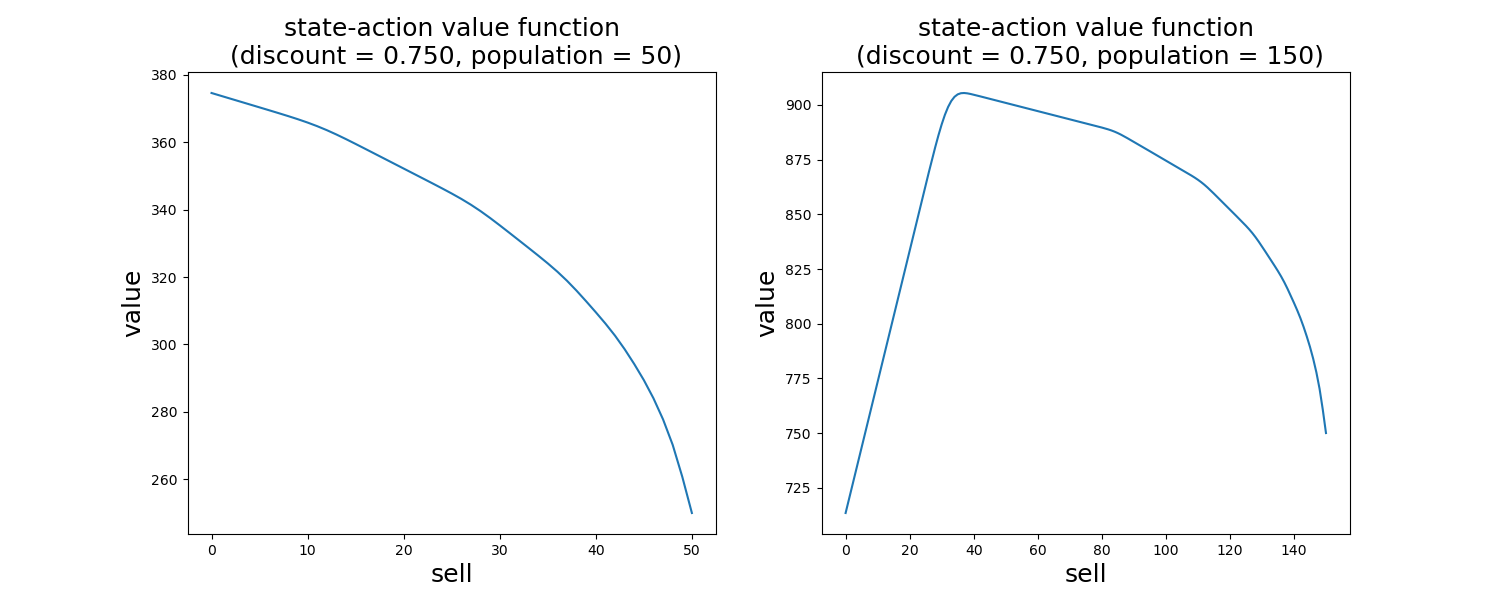 state-action value function
(discount = 0.750, population = 50)
380
360
340
320
300
280
260
value
0 10 20 30 40 50
sell
state-action value function
(discount = 0.750, population = 150)
900
875
850
825
800
775
750
725
value
0 20 40 60 80 100 120 140
sell